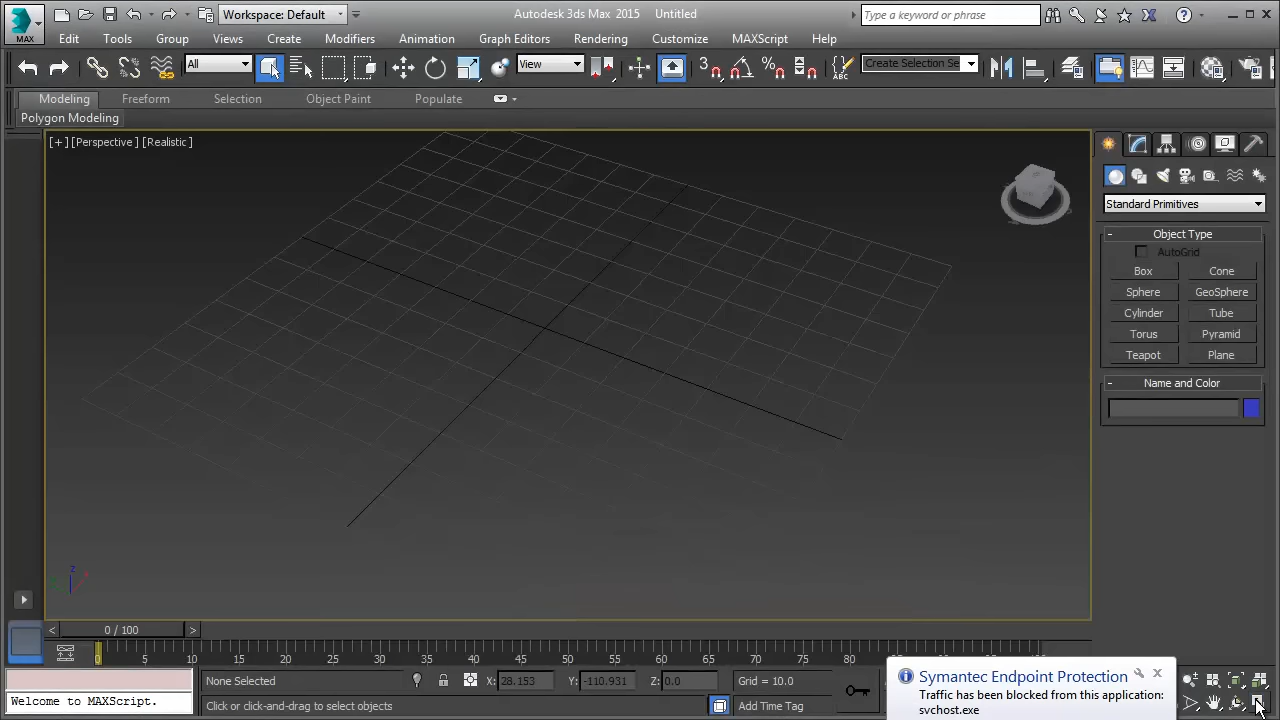 MAX
Workspace: Default
Autodesk 3ds Max 2015 Untitled
Type a keyword or phrase
Edit Tools Group Views Create Modifiers Animation Graph Editors Rendering Customize MAXScript Help
All
View
3
Create Selection Se
Modeling Freeform Selection Object Paint Populate
Polygon Modeling
[+] [Perspective] [Realistic]
Standard Primitives
- Object Type
AutoGrid
Box Cone
Sphere GeoSphere
Cylinder Tube
Torus Pyramid
Teapot Plane
- Name and Color
z
< 0 / 100 >
0 5 10 15 20 25 30 35 40 45 50 55 60 65 70 75 80
None Selected X: 28.153 Y: -110.931 Z: 0.0 Grid = 10.0
Welcome to MAXScript. Click or click-and-drag to select objects Add Time Tag
Symantec Endpoint Protection
Traffic has been blocked from this application:
svchost.exe